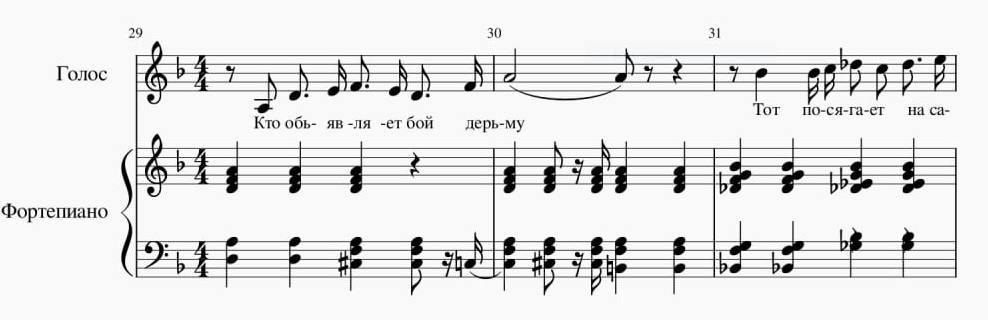 29 30 31
Голос
Кто обь- яв -ля -ет бой дерь-му Тот по-ся-га-ет на са-
Фортепиано